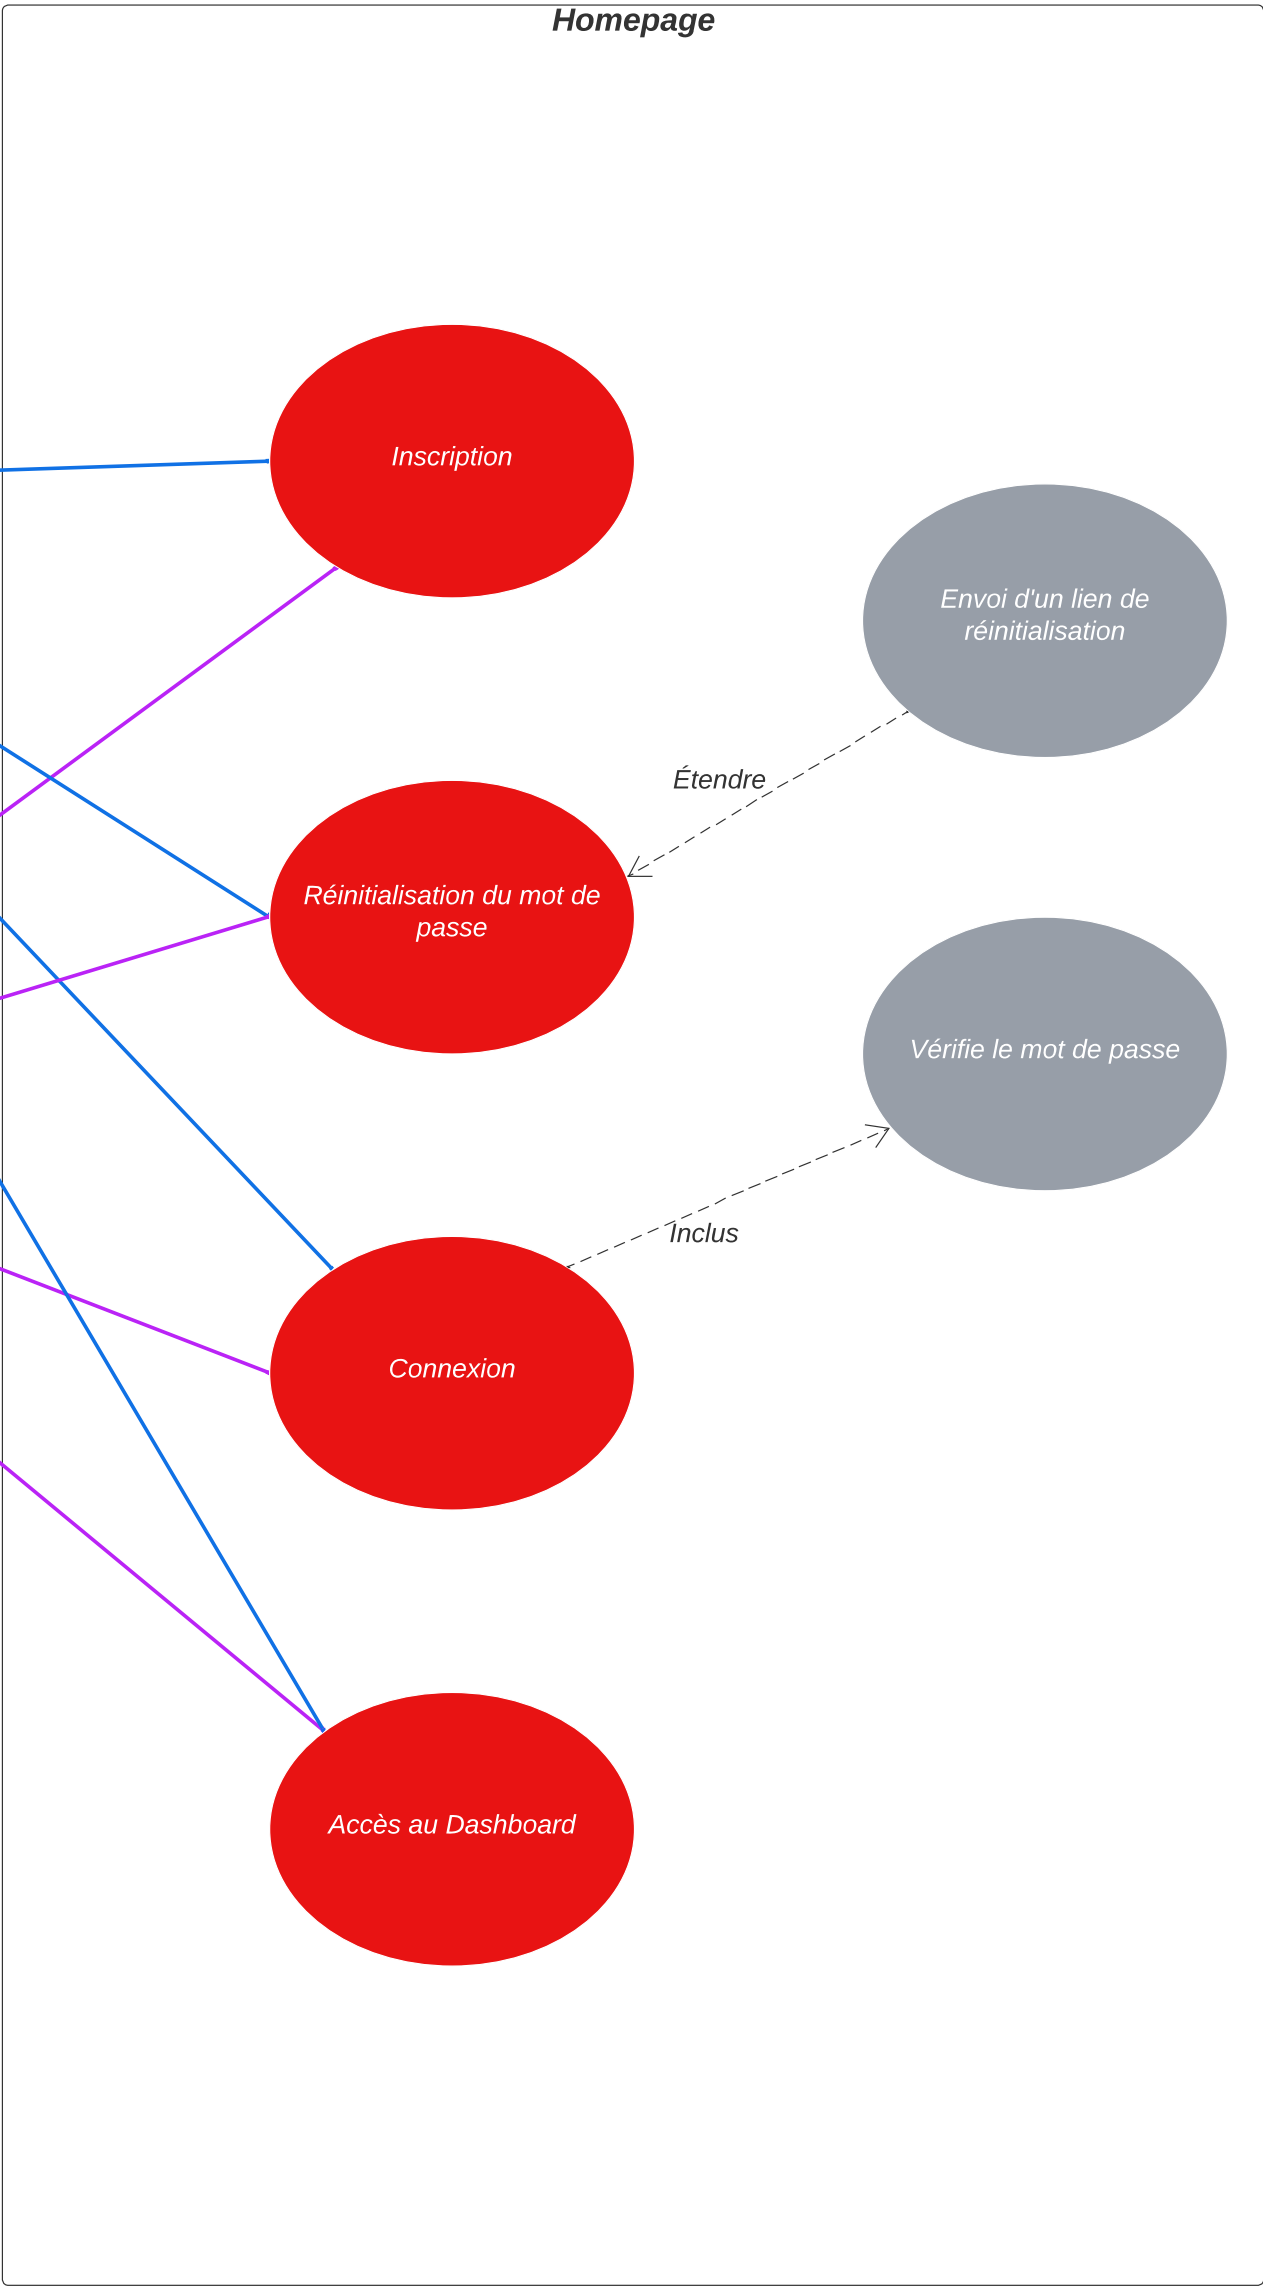 Homepage
Inscription
Envoi d'un lien de
réinitialisation
Étendre
Réinitialisation du mot de
passe
Vérifie le mot de passe
Inclus
Connexion
Accès au Dashboard